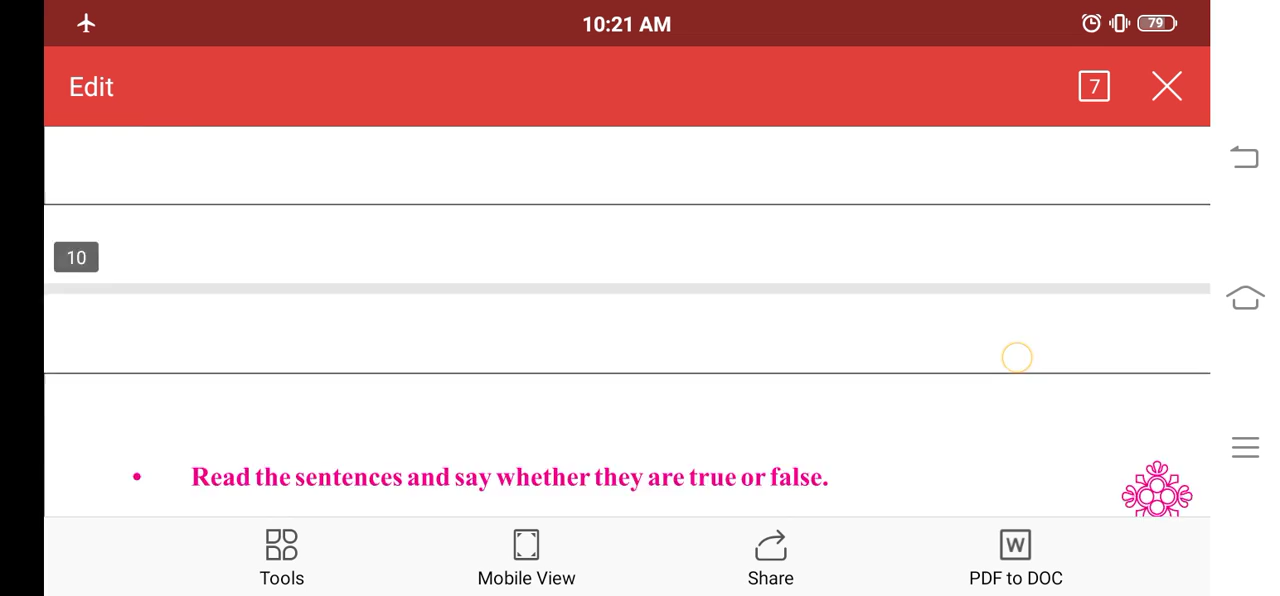 10:21 AM
79
Edit
7
10
• Read the sentences and say whether they are true or false.
Tools
Mobile View
Share
W
PDF to DOC